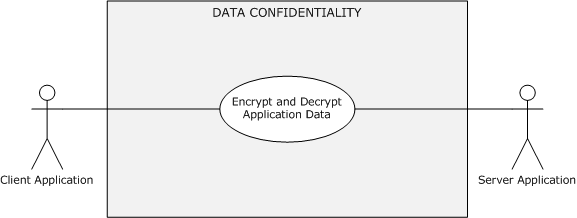 DATA CONFIDENTIALITY
Encrypt and Decrypt
Application Data
Client Application
Server Application